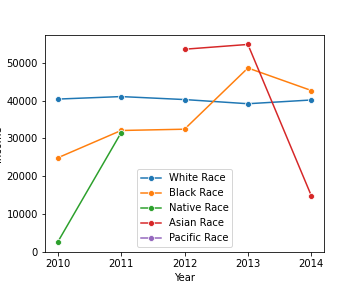 50000
40000
30000
20000
10000
0
White Race
Black Race
Native Race
Asian Race
Pacific Race
2010 2011 2012 2013 2014
Year